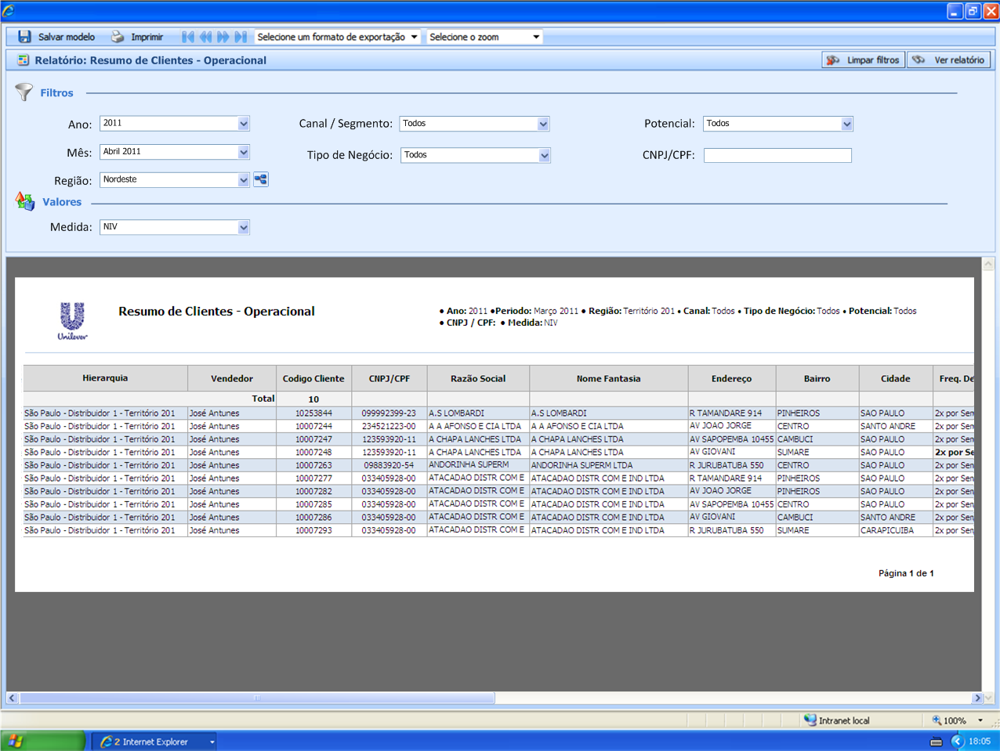 Salvar modelo Imprimir Selecione um formato de exportação Selecione o zoom
Relatório: Resumo de Clientes - Operacional Limpar filtros Ver relatório
Filtros
Ano: 2011 Canal / Segmento: Todos Potencial: Todos
Mês: Abril 2011 Tipo de Negócio: Todos CNPJ/CPF:
Região: Nordeste
Valores
Medida: NIV
Unilever
Resumo de Clientes - Operacional
● Ano: 2011 ●Periodo: Março 2011 ● Região: Território 201 • Canal: Todos • Tipo de Negócio: Todos • Potencial: Todos
● CNPJ / CPF: ● Medida: NIV
Hierarquia Vendedor Codigo Cliente CNPJ/CPF Razão Social Nome Fantasia Endereço Bairro Cidade Freq. De
Total 10
São Paulo - Distribuidor 1 - Território 201 José Antunes 10253844 099992399-23 A.S LOMBARDI A.S LOMBARDI R TAMANDARE 914 PINHEIROS SAO PAULO 2x por Sem
São Paulo - Distribuidor 1 - Território 201 José Antunes 10007244 234521223-00 A A AFONSO E CIA LTDA A A AFONSO E CIA LTDA AV JOAO JORGE CENTRO SANTO ANDRE 2x por Sem
São Paulo - Distribuidor 1 - Território 201 José Antunes 10007247 123593920-11 A CHAPA LANCHES LTDA A CHAPA LANCHES LTDA AV SAPOPEMBA 10455 CAMBUCI SAO PAULO 2x por Sem
São Paulo - Distribuidor 1 - Território 201 José Antunes 10007248 123593920-11 A CHAPA LANCHES LTDA A CHAPA LANCHES LTDA AV GIOVANI SUMARE SAO PAULO 2x por Se
São Paulo - Distribuidor 1 - Território 201 José Antunes 10007263 09883920-54 ANDORINHA SUPERM ANDORINHA SUPERM LTDA R JURUBATUBA 550 CENTRO SAO PAULO 2x por Sem
São Paulo - Distribuidor 1 - Território 201 José Antunes 10007277 033405928-00 ATACADAO DISTR COM E ATACADAO DISTR COM E IND LTDA R TAMANDARE 914 PINHEIROS SAO PAULO 2x por Sem
São Paulo - Distribuidor 1 - Território 201 José Antunes 10007282 033405928-00 ATACADAO DISTR COM E ATACADAO DISTR COM E IND LTDA AV JOAO JORGE PINHEIROS SAO PAULO 2x por Sem
São Paulo - Distribuidor 1 - Território 201 José Antunes 10007285 033405928-00 ATACADAO DISTR COM E ATACADAO DISTR COM E IND LTDA AV SAPOPEMBA 10455 CENTRO SAO PAULO 2x por Sem
São Paulo - Distribuidor 1 - Território 201 José Antunes 10007286 033405928-00 ATACADAO DISTR COM E ATACADAO DISTR COM E IND LTDA AV GIOVANI CAMBUCI SANTO ANDRE 2x por Sem
São Paulo - Distribuidor 1 - Território 201 José Antunes 10007293 033405928-00 ATACADAO DISTR COM E ATACADAO DISTR COM E IND LTDA R JURUBATUBA 550 SUMARE CARAPICUIBA 2x por Sem
Página 1 de 1
Intranet local 100%
2 Internet Explorer 18:05